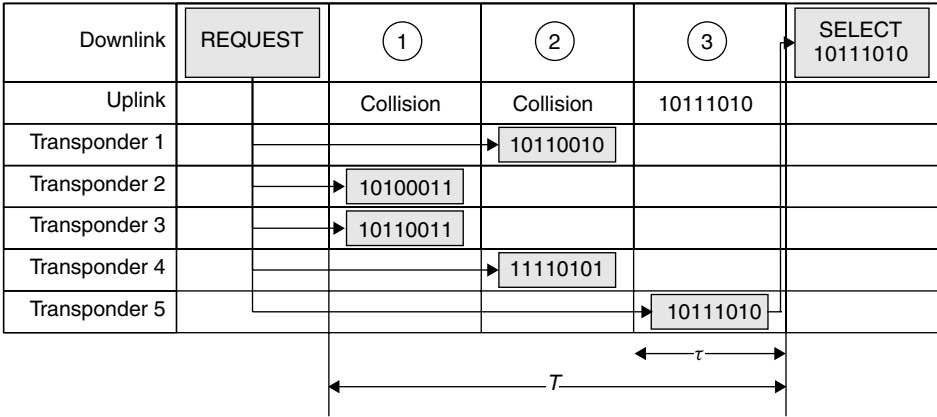 Downlink REQUEST 1 2 3 SELECT
10111010
Uplink Collision Collision 10111010
Transponder 1 10110010
Transponder 2 10100011
Transponder 3 10110011
Transponder 4 11110101
Transponder 5 10111010
τ
T